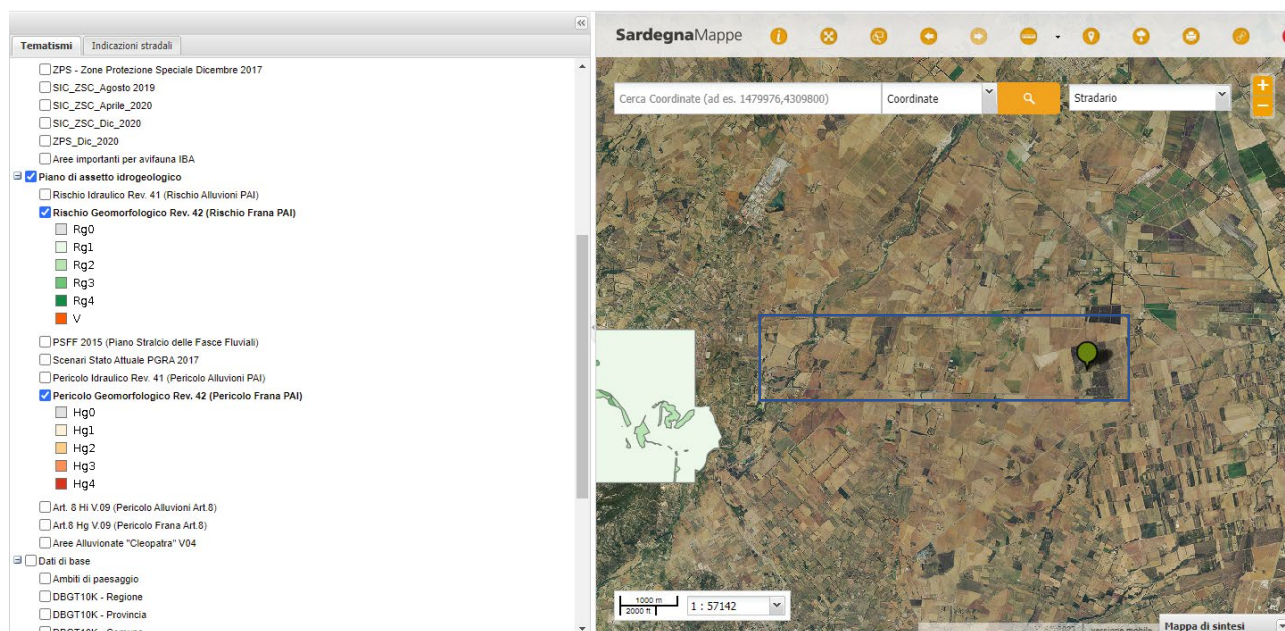 Tematismi
Indicazioni stradali
ZPS - Zone Protezione Speciale Dicembre 2017
SIC_ZSC_Agosto 2019
SIC_ZSC_Aprile_2020
SIC_ZSC_Dic_2020
ZPS_Dic_2020
Aree importanti per avifauna IBA
Piano di assetto idrogeologico
Rischio Idraulico Rev. 41 (Rischio Alluvioni PAI)
Rischio Geomorfologico Rev. 42 (Rischio Frana PAI)
Rg0
Rg1
Rg2
Rg3
Rg4
V
PSFF 2015 (Piano Stralcio delle Fasce Fluviali)
Scenari Stato Attuale PGRA 2017
Pericolo Idraulico Rev. 41 (Pericolo Alluvioni PAI)
Pericolo Geomorfologico Rev. 42 (Pericolo Frana PAI)
Hg0
Hg1
Hg2
Hg3
Hg4
Art. 8 Hi V.09 (Pericolo Alluvioni Art.8)
Art.8 Hg V.09 (Pericolo Frana Art.8)
Aree Alluvionate "Cleopatra" V04
Dati di base
Ambiti di paesaggio
DBGT10K - Regione
DBGT10K - Provincia
DBGT10K - Comune
SardegnaMappe
Cerca Coordinate (ad es. 1479976,4309800)
Coordinate
Stradario
1000 m
2000 ft
1 : 57142
versione mobile
Mappa di sintesi